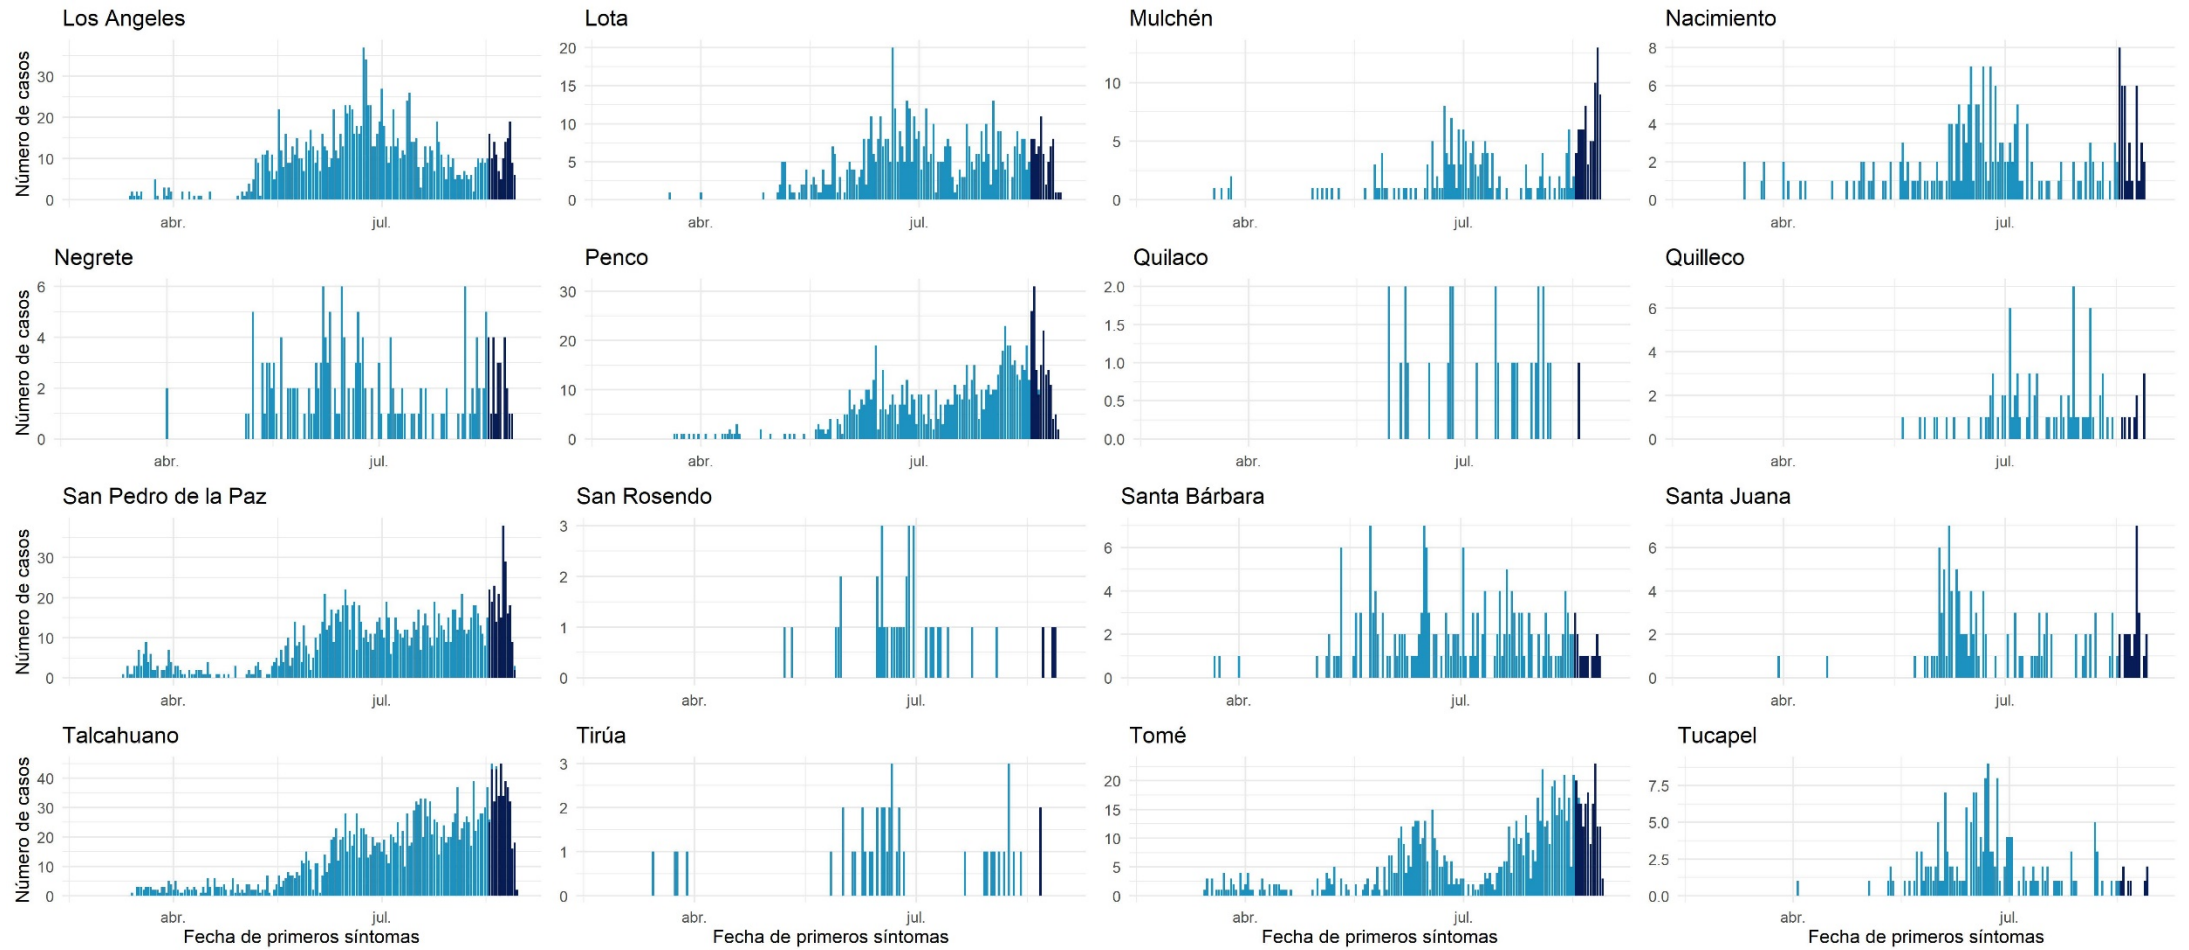 Los Angeles
Lota
Mulchén
Nacimiento
Número de casos
30
20
10
0
abr.
jul.
20
15
10
5
0
abr.
jul.
10
5
0
abr.
jul.
8
6
4
2
0
abr.
jul.
Negrete
Penco
Quilaco
Quilleco
Número de casos
6
4
2
0
abr.
jul.
30
20
10
0
abr.
jul.
2.0
1.5
1.0
0.5
0.0
abr.
jul.
6
4
2
0
abr.
jul.
San Pedro de la Paz
San Rosendo
Santa Bárbara
Santa Juana
Número de casos
30
20
10
0
abr.
jul.
3
2
1
0
abr.
jul.
6
4
2
0
abr.
jul.
6
4
2
0
abr.
jul.
Talcahuano
Tirúa
Tomé
Tucapel
Número de casos
40
30
20
10
0
abr.
jul.
Fecha de primeros síntomas
3
2
1
0
abr.
jul.
Fecha de primeros síntomas
20
15
10
5
0
abr.
jul.
Fecha de primeros síntomas
7.5
5.0
2.5
0.0
abr.
jul.
Fecha de primeros síntomas